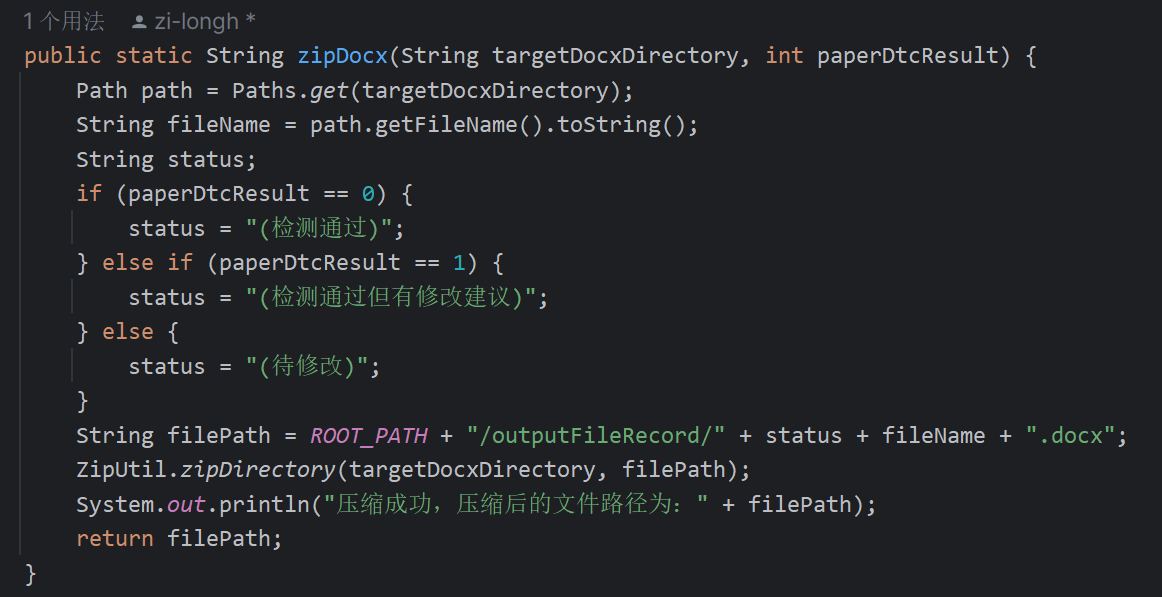 1 个用法 zi-longh *
public static String zipDocx(String targetDocxDirectory, int paperDtcResult) {
    Path path = Paths.get(targetDocxDirectory);
    String fileName = path.getFileName().toString();
    String status;
    if (paperDtcResult == 0) {
        status = "(检测通过)";
    } else if (paperDtcResult == 1) {
        status = "(检测通过但有修改建议)";
    } else {
        status = "(待修改)";
    }
    String filePath = ROOT_PATH + "/outputFileRecord/" + status + fileName + ".docx";
    ZipUtil.zipDirectory(targetDocxDirectory, filePath);
    System.out.println("压缩成功，压缩后的文件路径为：" + filePath);
    return filePath;
}